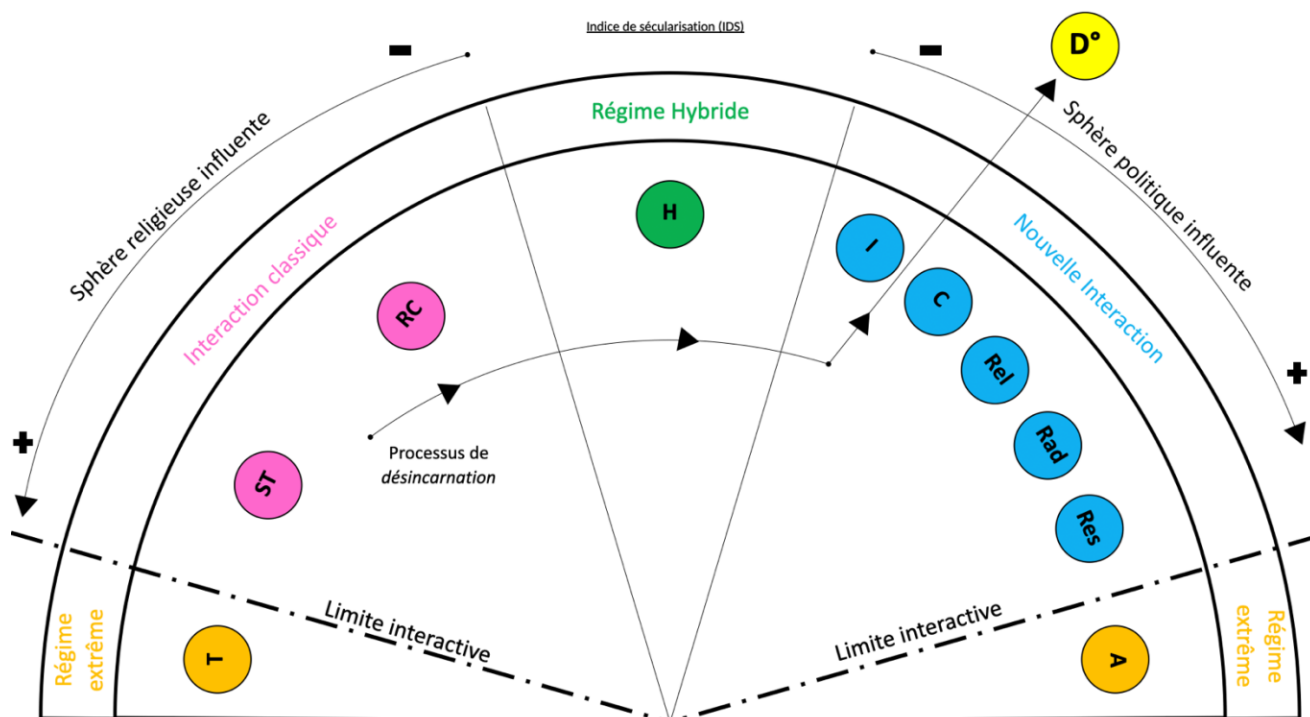 Indice de sécularisation (IDS)
D°
Régime Hybride
Sphère religieuse influente
Sphère politique influente
Interaction classique
Nouvelle Interaction
H
I
RC
C
Rel
Processus de
désincarnation
Rad
ST
Res
Limite interactive
Limite interactive
Régime
extrême
T
A
Régime
extrême